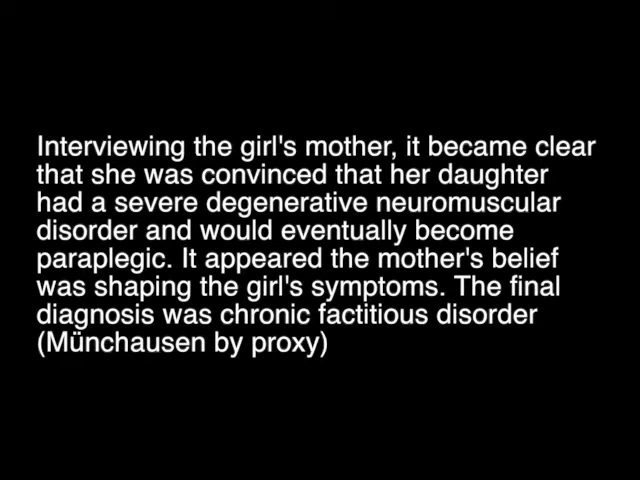 Interviewing the girl's mother, it became clear
that she was convinced that her daughter
had a severe degenerative neuromuscular
disorder and would eventually become
paraplegic. It appeared the mother's belief
was shaping the girl's symptoms. The final
diagnosis was chronic factitious disorder
(Münchausen by proxy)